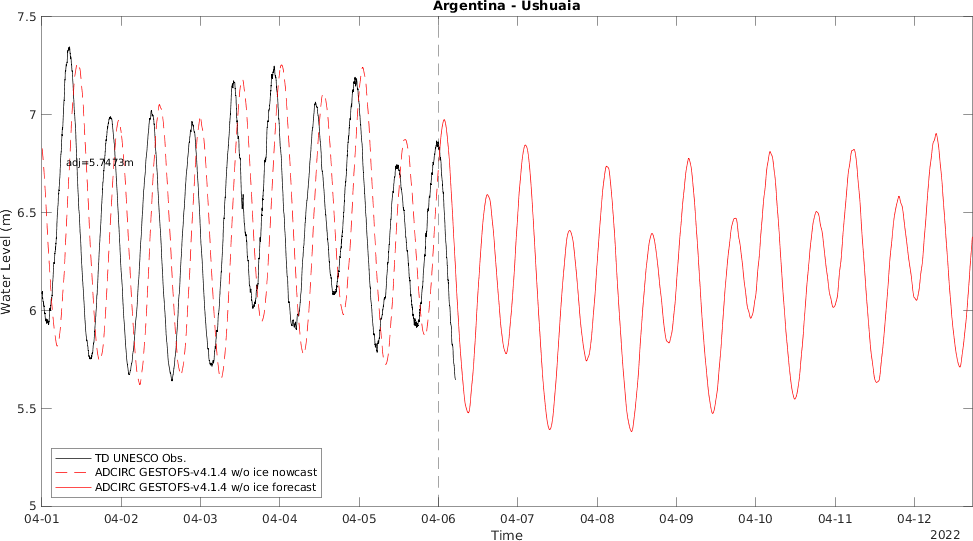 Argentina - Ushuaia
7.5
7
6.5
6
5.5
5
Water Level (m)
adj=5.7473m
TD UNESCO Obs.
ADCIRC GESTOFS-v4.1.4 w/o ice nowcast
ADCIRC GESTOFS-v4.1.4 w/o ice forecast
04-01 04-02 04-03 04-04 04-05 04-06 04-07 04-08 04-09 04-10 04-11 04-12
Time
2022